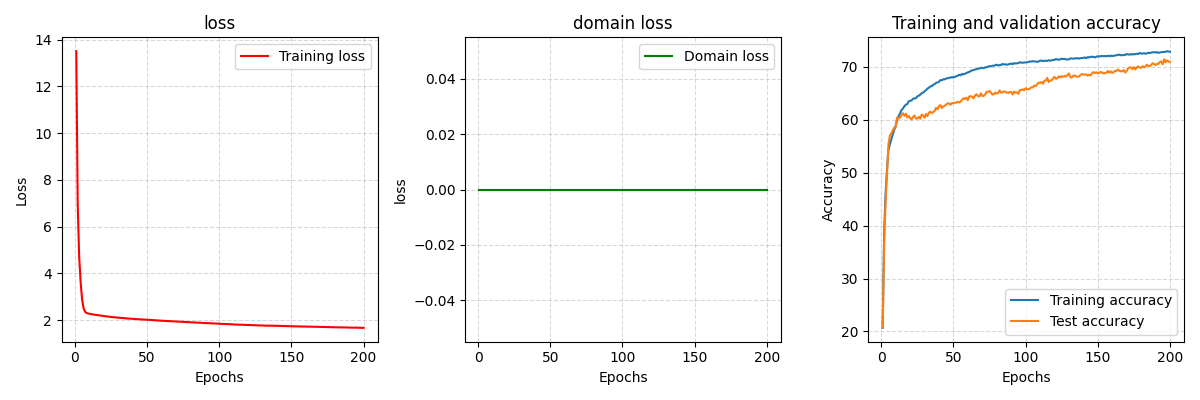 loss
Training loss
14
12
10
8
6
4
2
Loss
0 50 100 150 200
Epochs
domain loss
Domain loss
0.04
0.02
0.00
−0.02
−0.04
loss
0 50 100 150 200
Epochs
Training and validation accuracy
70
60
50
40
30
20
Accuracy
Training accuracy
Test accuracy
0 50 100 150 200
Epochs